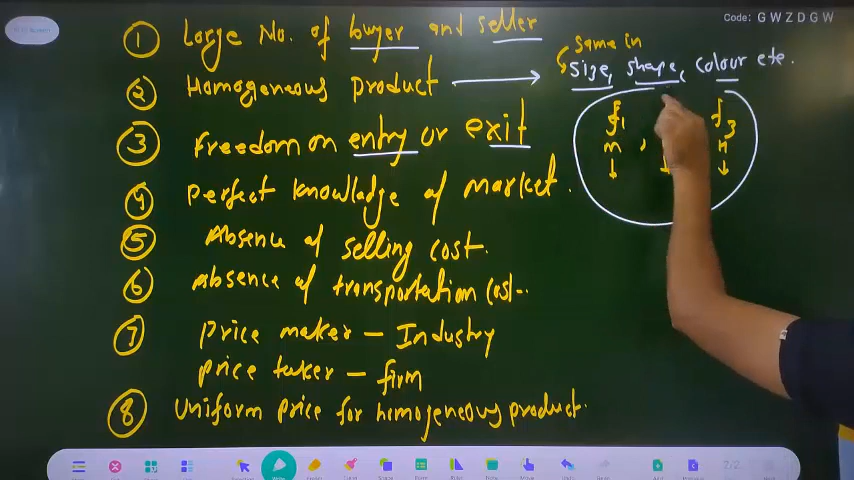 Code: G W Z D G W
① Large No. of buyer and seller
② Homogeneous product → same in size, shape, colour etc.
③ Freedom on entry or exit
④ Perfect knowledge of market.
⑤ Absence of selling cost.
⑥ Absence of transportation cost-
⑦ Price maker - Industry
Price taker - firm
⑧ Uniform price for homogeneous product.
f1 f3
m , n